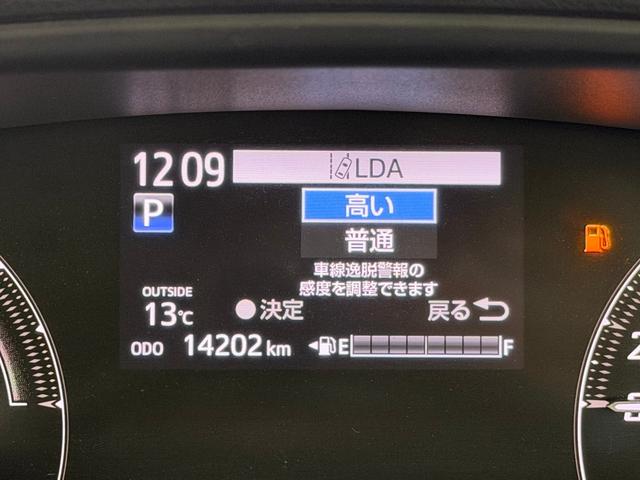 12:09
LDA
P
高い
普通
車線逸脱警報の
感度を調整できます
OUTSIDE
13℃
決定
戻る
ODO 14202 km
E F
2